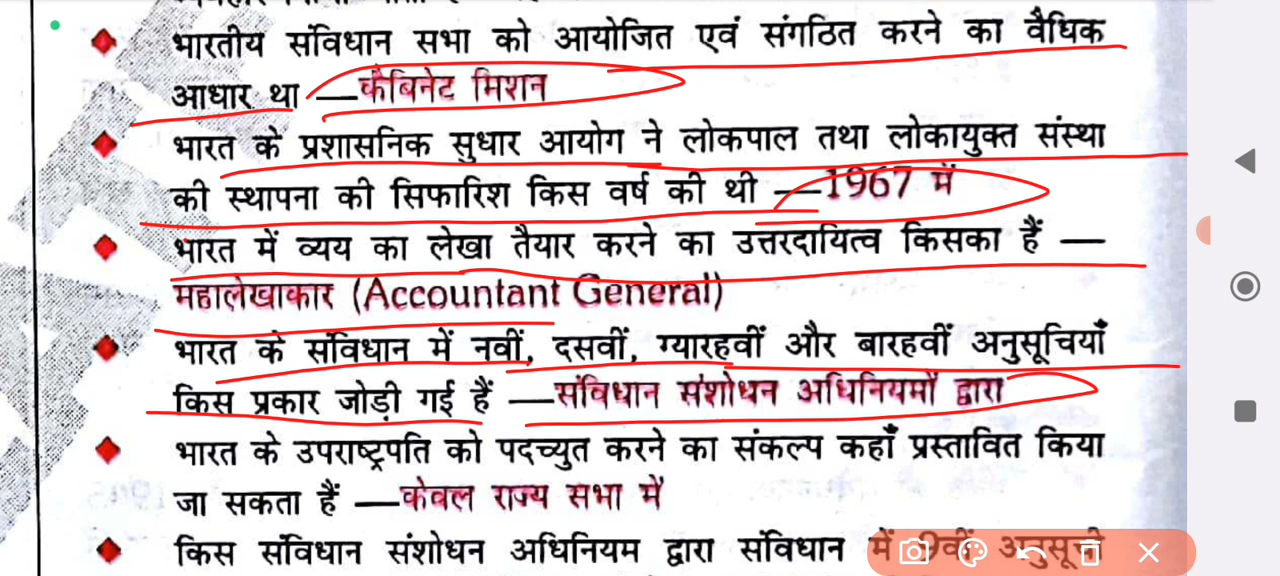 भारतीय संविधान सभा को आयोजित एवं संगठित करने का वैधिक
आधार था —कैबिनेट मिशन
भारत के प्रशासनिक सुधार आयोग ने लोकपाल तथा लोकायुक्त संस्था
की स्थापना की सिफारिश किस वर्ष की थी —1967 में
भारत में व्यय का लेखा तैयार करने का उत्तरदायित्व किसका हैं —
महालेखाकार (Accountant General)
भारत के संविधान में नवीं, दसवीं, ग्यारहवीं और बारहवीं अनुसूचियाँ
किस प्रकार जोड़ी गई हैं —संविधान संशोधन अधिनियमों द्वारा
भारत के उपराष्ट्रपति को पदच्युत करने का संकल्प कहाँ प्रस्तावित किया
जा सकता हैं —केवल राज्य सभा में
किस संविधान संशोधन अधिनियम द्वारा संविधान में 9वीं अनुसूची